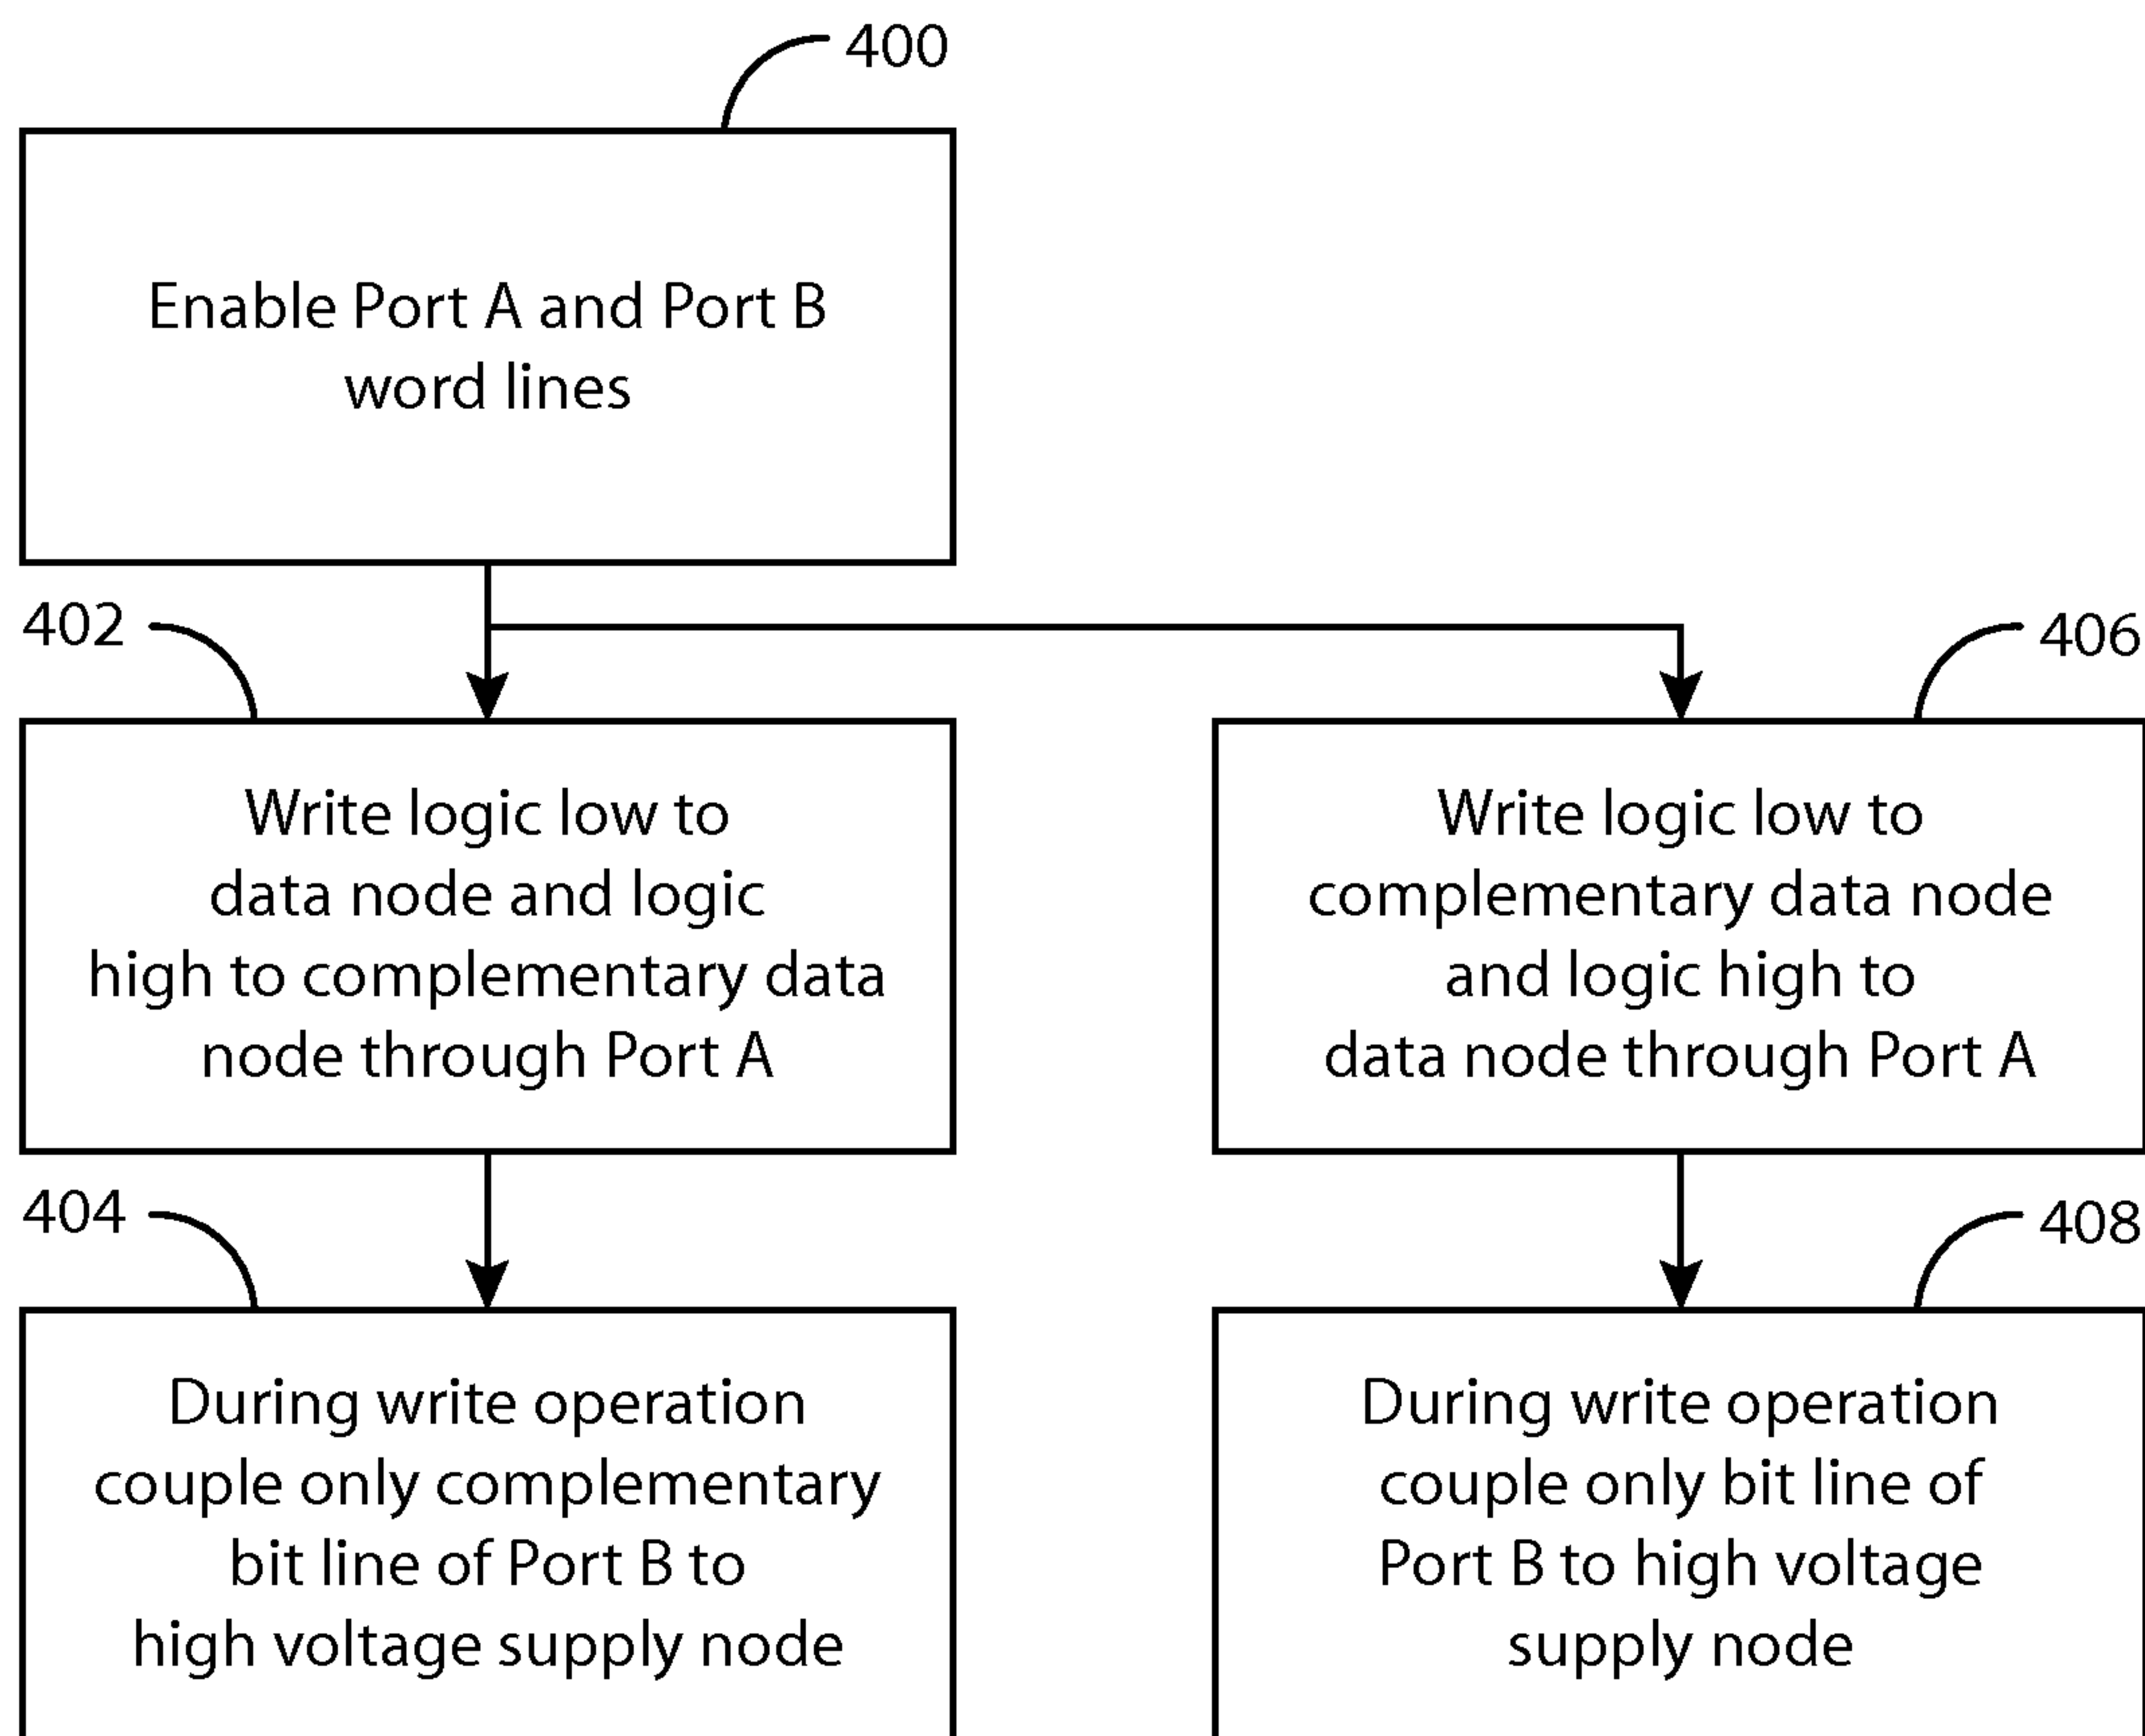 400
Enable Port A and Port B
word lines
402
406
Write logic low to
data node and logic
high to complementary data
node through Port A
Write logic low to
complementary data node
and logic high to
data node through Port A
404
408
During write operation
couple only complementary
bit line of Port B to
high voltage supply node
During write operation
couple only bit line of
Port B to high voltage
supply node